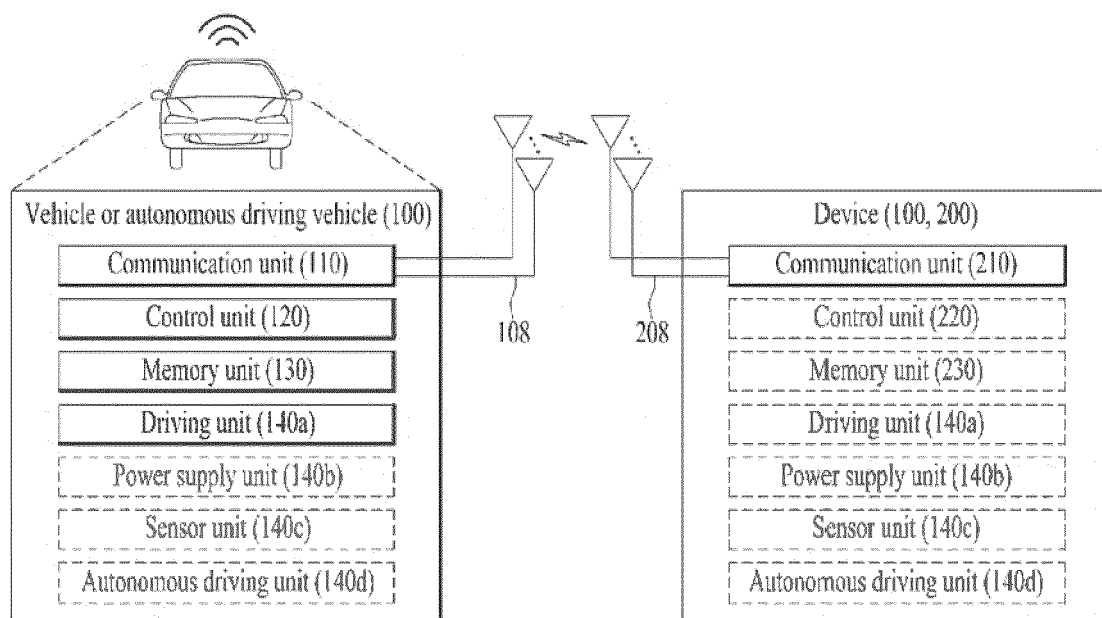 Vehicle or autonomous driving vehicle (100)
Communication unit (110)
Control unit (120)
Memory unit (130)
Driving unit (140a)
Power supply unit (140b)
Sensor unit (140c)
Autonomous driving unit (140d)
108
208
Device (100, 200)
Communication unit (210)
Control unit (220)
Memory unit (230)
Driving unit (140a)
Power supply unit (140b)
Sensor unit (140c)
Autonomous driving unit (140d)